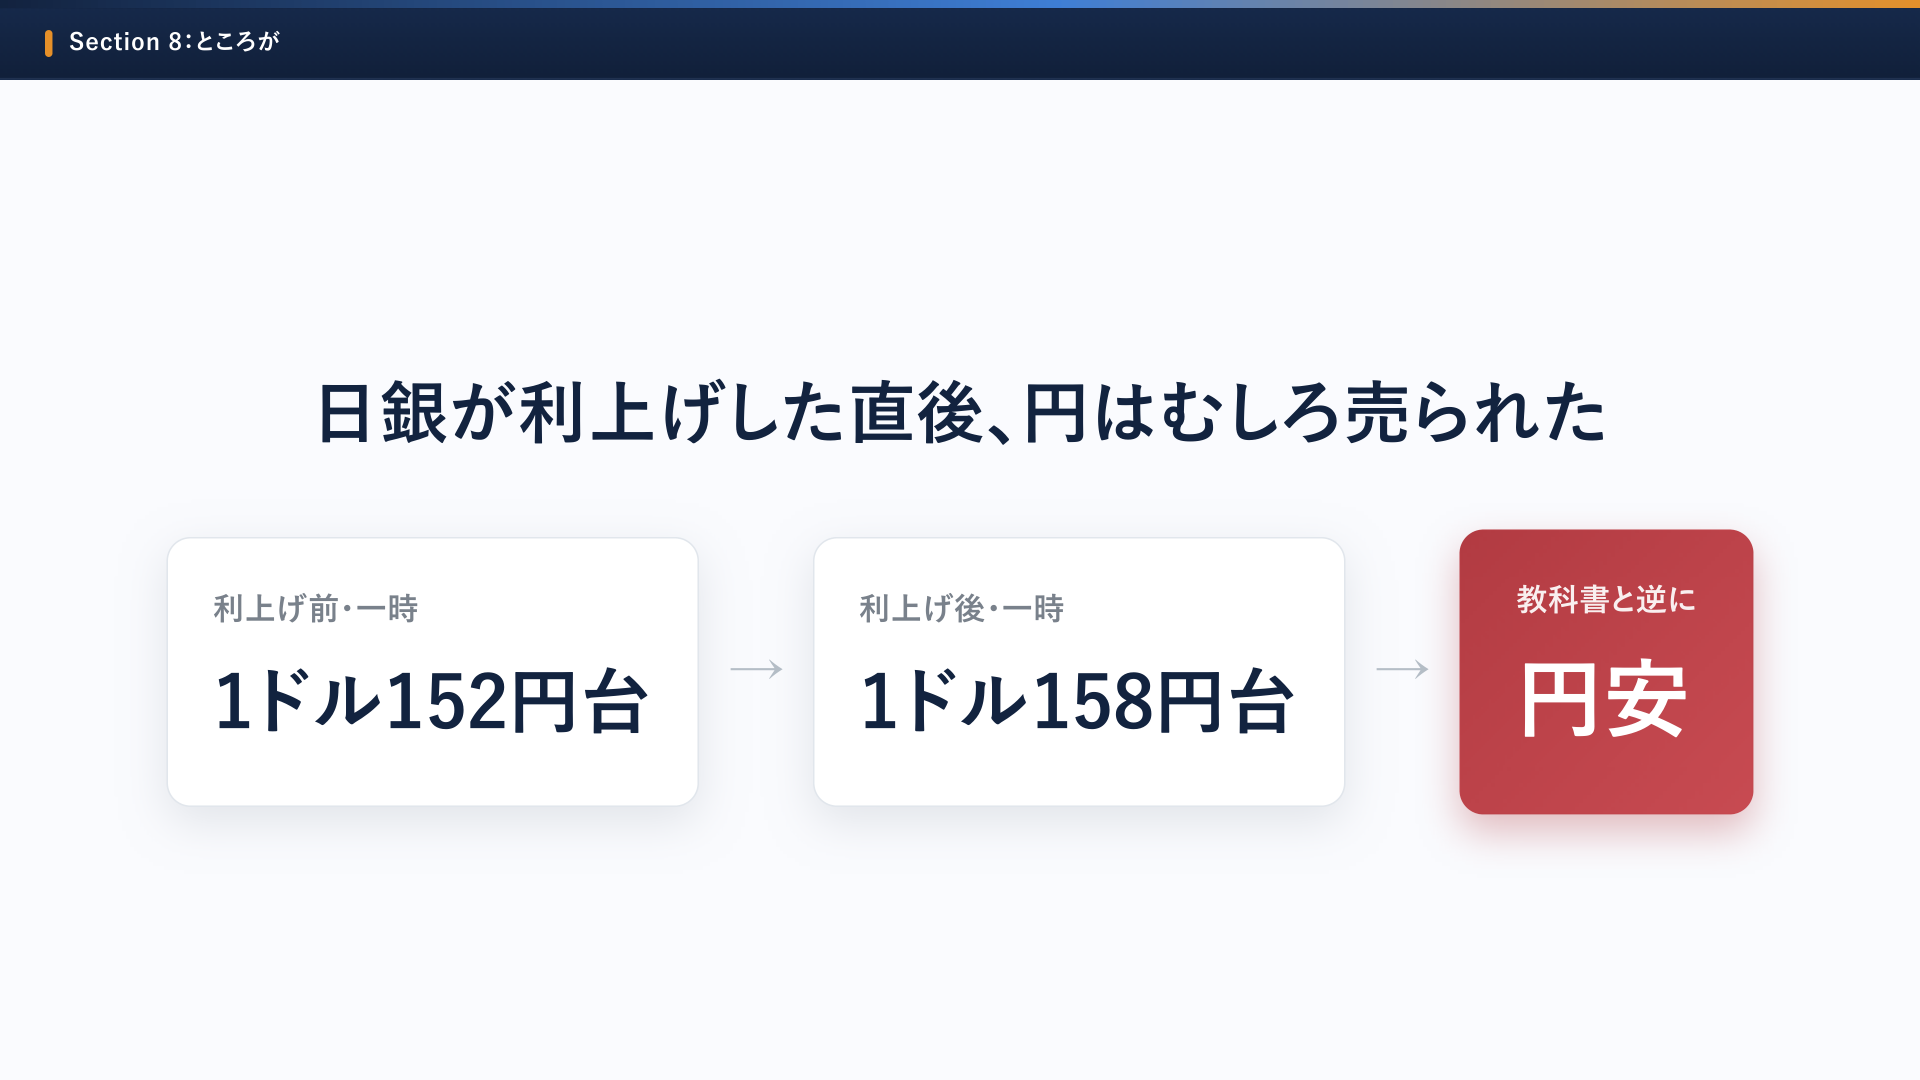 Section 8：ところが
日銀が利上げした直後、円はむしろ売られた
利上げ前・一時
1ドル152円台
→
利上げ後・一時
1ドル158円台
→
教科書と逆に
円安